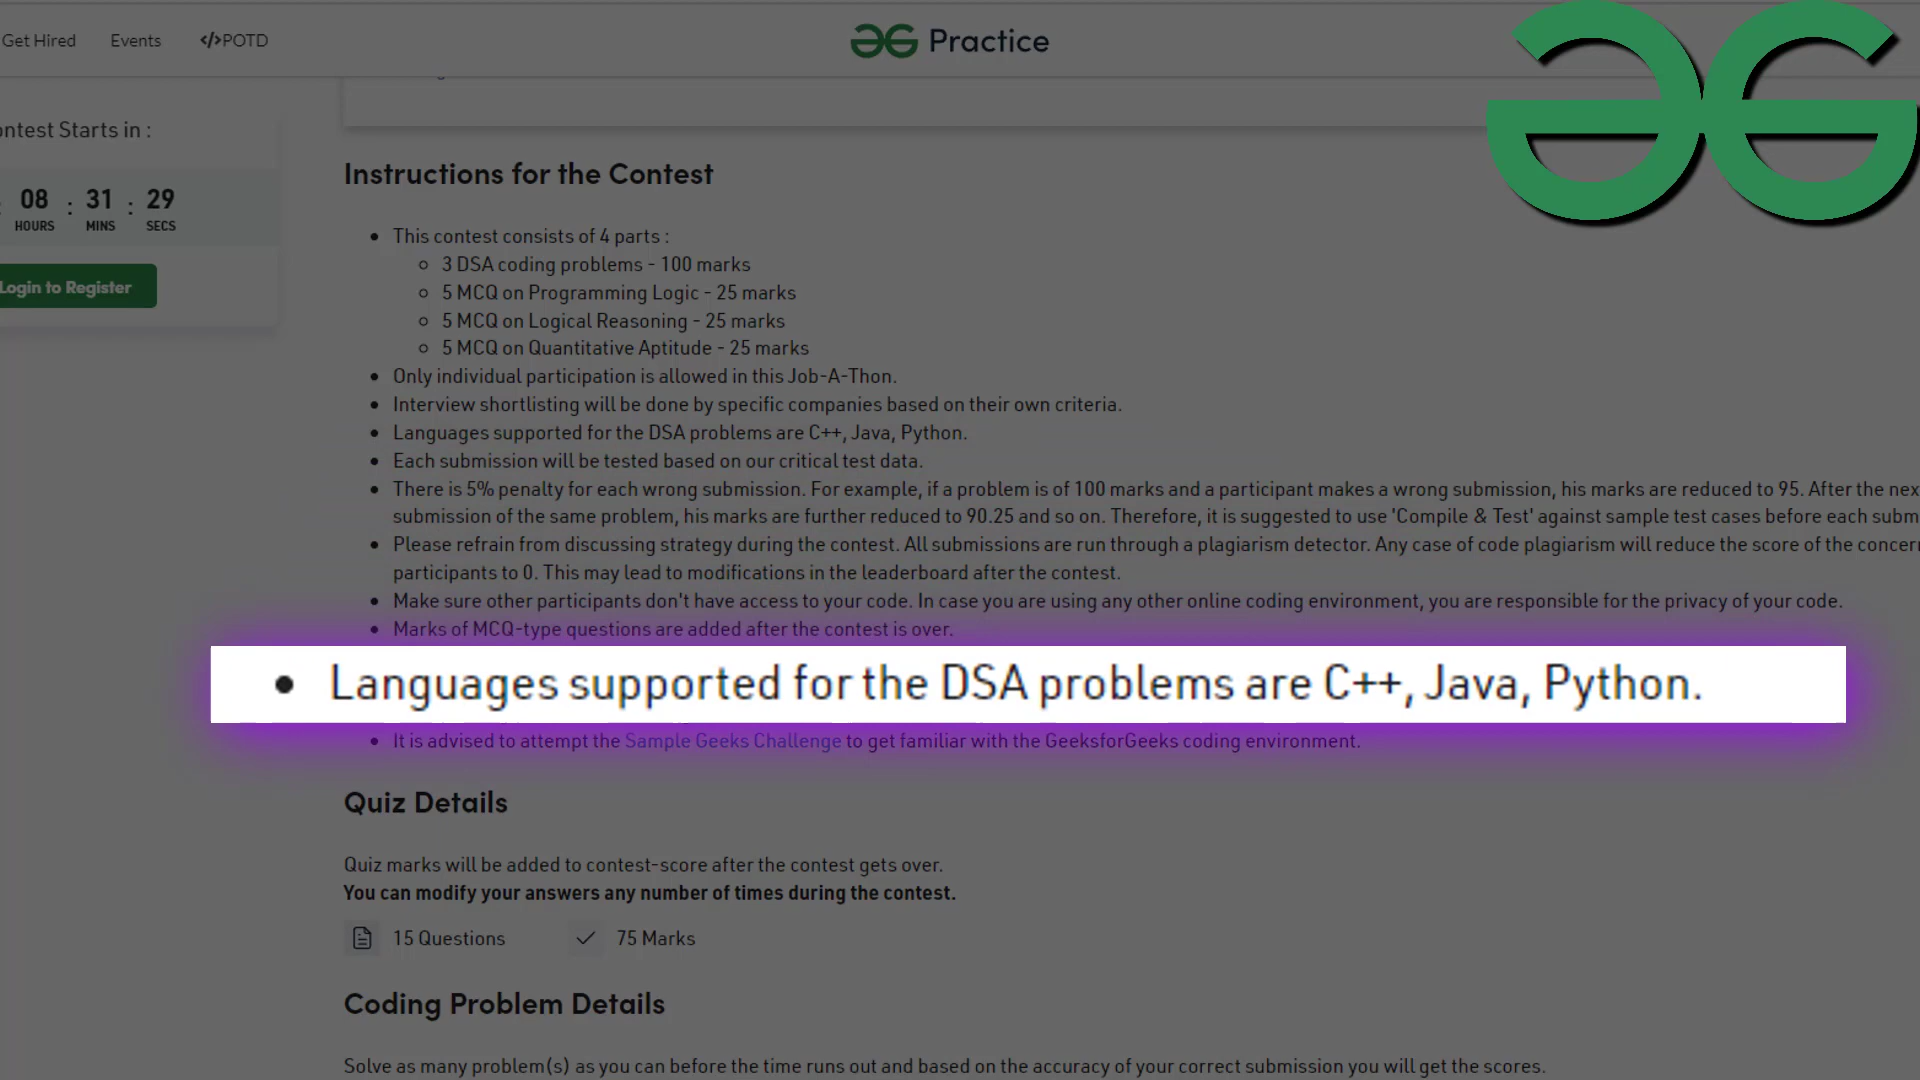 Get Hired
Events
</>POTD
Practice
ontest Starts in :
08 : 31 : 29
HOURS MINS SECS
Login to Register
Instructions for the Contest
This contest consists of 4 parts :
3 DSA coding problems - 100 marks
5 MCQ on Programming Logic - 25 marks
5 MCQ on Logical Reasoning - 25 marks
5 MCQ on Quantitative Aptitude - 25 marks
Only individual participation is allowed in this Job-A-Thon.
Interview shortlisting will be done by specific companies based on their own criteria.
Languages supported for the DSA problems are C++, Java, Python.
Each submission will be tested based on our critical test data.
There is 5% penalty for each wrong submission. For example, if a problem is of 100 marks and a participant makes a wrong submission, his marks are reduced to 95. After the nex
submission of the same problem, his marks are further reduced to 90.25 and so on. Therefore, it is suggested to use 'Compile & Test' against sample test cases before each subm
Please refrain from discussing strategy during the contest. All submissions are run through a plagiarism detector. Any case of code plagiarism will reduce the score of the concern
participants to 0. This may lead to modifications in the leaderboard after the contest.
Make sure other participants don't have access to your code. In case you are using any other online coding environment, you are responsible for the privacy of your code.
Marks of MCQ-type questions are added after the contest is over.
Languages supported for the DSA problems are C++, Java, Python.
It is advised to attempt the Sample Geeks Challenge to get familiar with the GeeksforGeeks coding environment.
Quiz Details
Quiz marks will be added to contest-score after the contest gets over.
You can modify your answers any number of times during the contest.
15 Questions
75 Marks
Coding Problem Details
Solve as many problem(s) as you can before the time runs out and based on the accuracy of your correct submission you will get the scores.